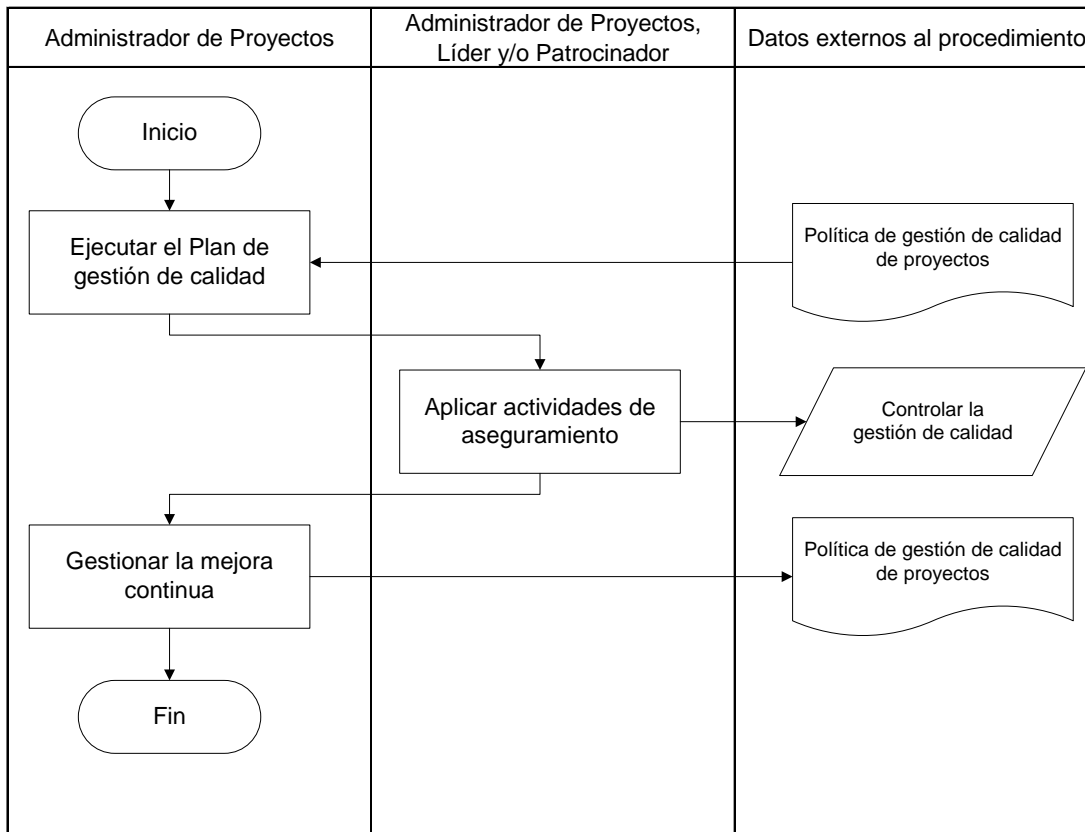 Administrador de Proyectos
Administrador de Proyectos,
Líder y/o Patrocinador
Datos externos al procedimiento
Inicio
Ejecutar el Plan de
gestión de calidad
Política de gestión de calidad
de proyectos
Aplicar actividades de
aseguramiento
Controlar la
gestión de calidad
Gestionar la mejora
continua
Política de gestión de calidad
de proyectos
Fin